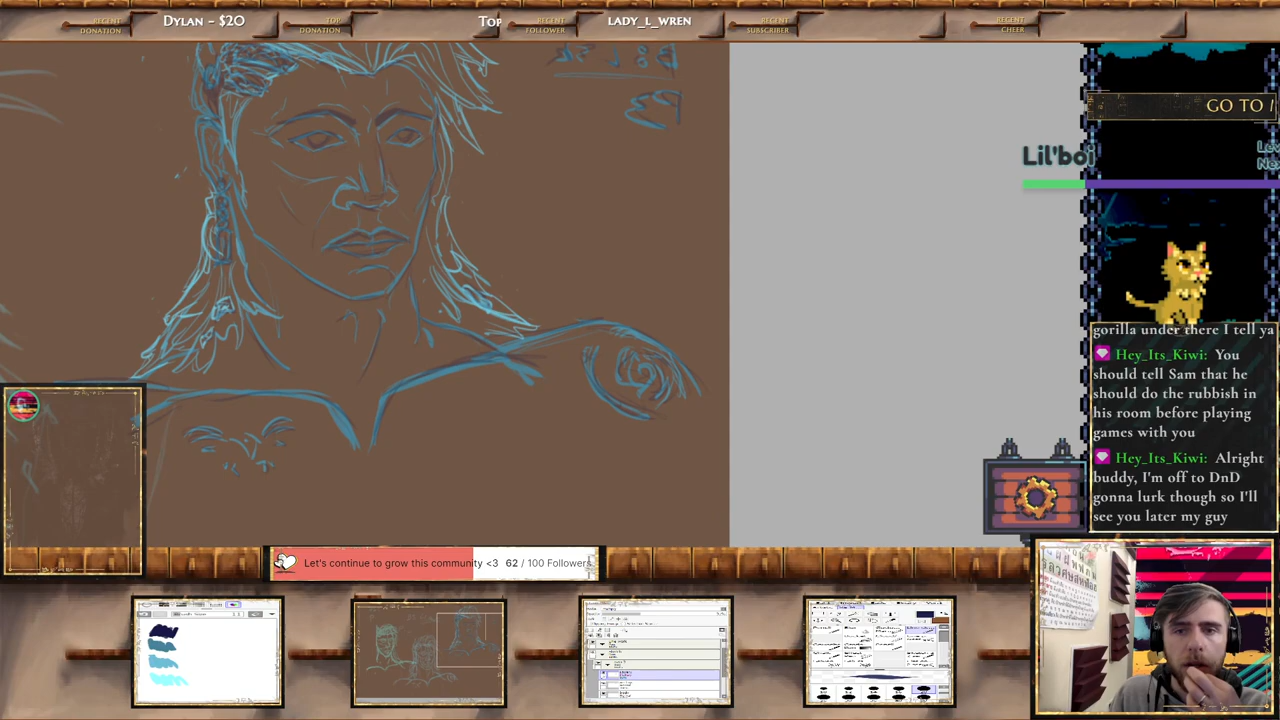 RECENT DONATION
Dylan - $20
TOP DONATION
Top
RECENT FOLLOWER
LADY_L_WREN
RECENT SUBSCRIBER
RECENT CHEER
GO TO
Lil'boi
Lev
Nex
gorilla under there I tell ya
Hey_Its_Kiwi: You
should tell Sam that he
should do the rubbish in
his room before playing
games with you
Hey_Its_Kiwi: Alright
buddy, I'm off to DnD
gonna lurk though so I'll
see you later my guy
Let's continue to grow this community <3 62 / 100 Followers